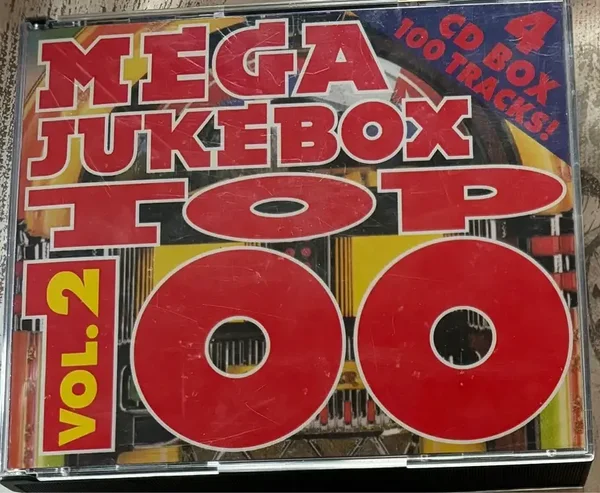 MEGA
JUKEBOX
TOP
100
VOL.2
4
CD BOX
100 TRACKS!